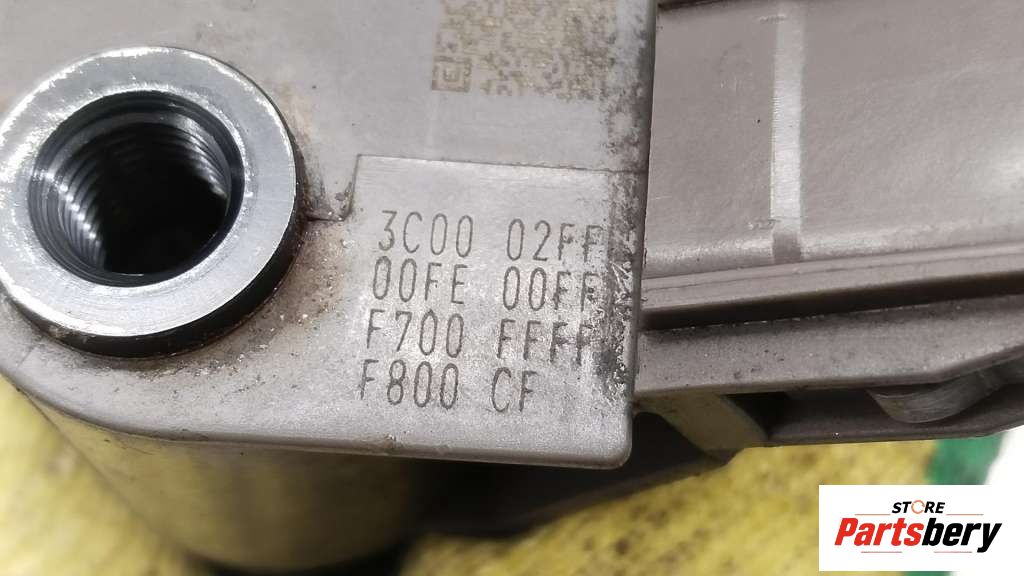 3C00 02FF
00FE 00FF
F700 FFFF
F800 CF
STORE
Partsbery